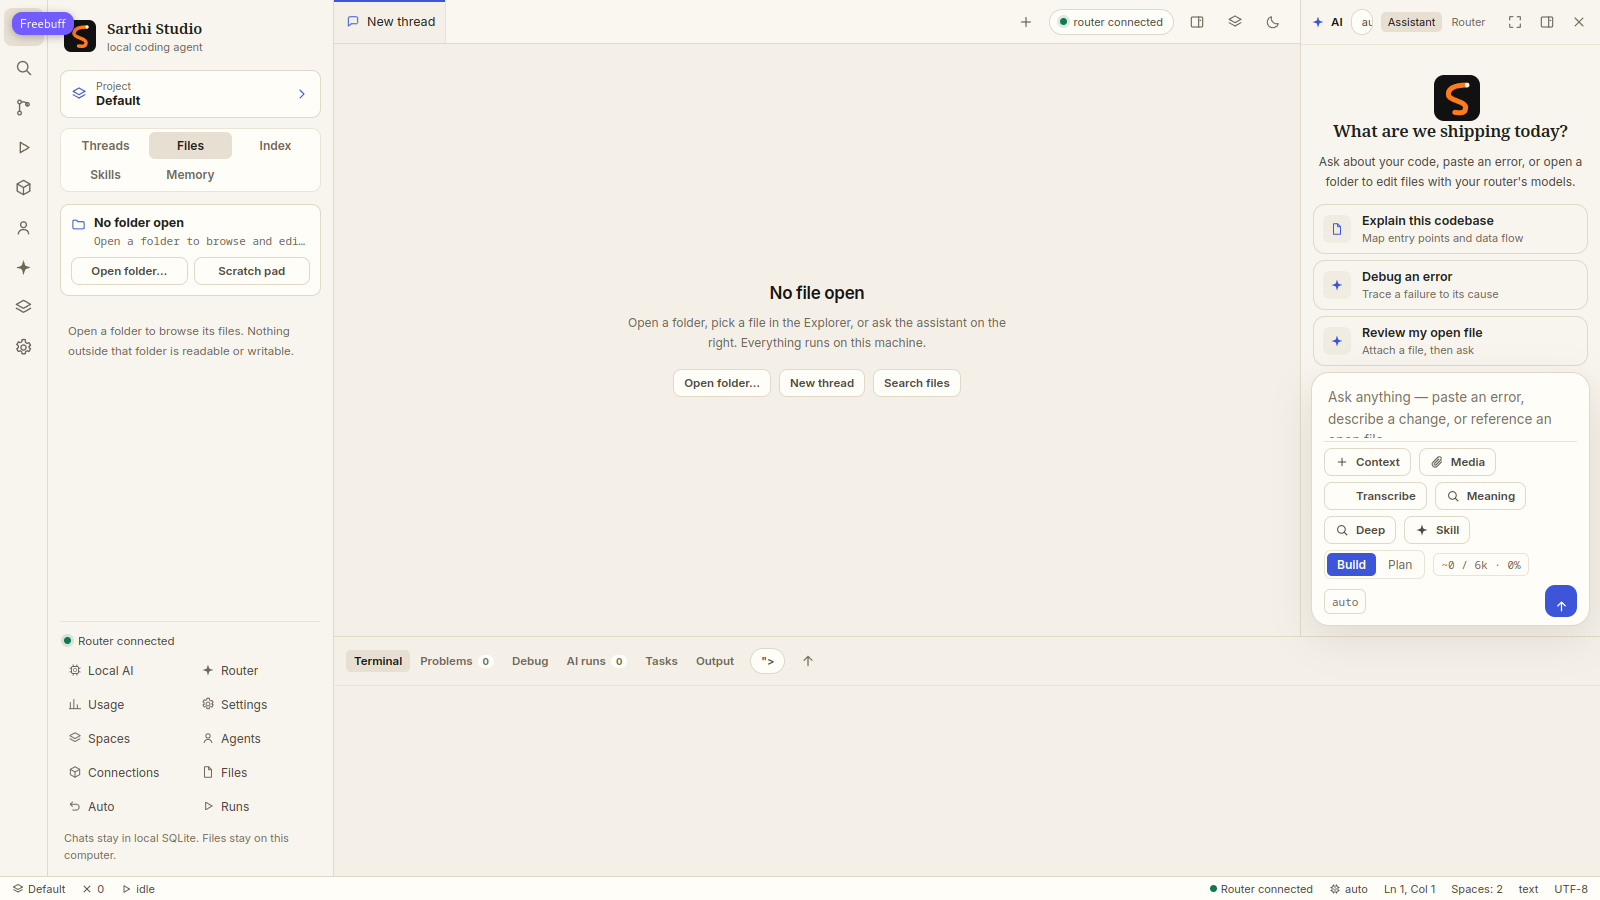 Freebuff
Sarthi Studio
local coding agent
Project
Default
Threads
Files
Index
Skills
Memory
No folder open
Open a folder to browse and edi…
Open folder...
Scratch pad
Open a folder to browse its files. Nothing
outside that folder is readable or writable.
Router connected
Local AI
Router
Usage
Settings
Spaces
Agents
Connections
Files
Auto
Runs
Chats stay in local SQLite. Files stay on this
computer.
New thread
router connected
No file open
Open a folder, pick a file in the Explorer, or ask the assistant on the
right. Everything runs on this machine.
Open folder...
New thread
Search files
Terminal
Problems 0
Debug
AI runs 0
Tasks
Output
">
AI
au
Assistant
Router
What are we shipping today?
Ask about your code, paste an error, or open a
folder to edit files with your router's models.
Explain this codebase
Map entry points and data flow
Debug an error
Trace a failure to its cause
Review my open file
Attach a file, then ask
Ask anything — paste an error,
describe a change, or reference an
open file
Context
Media
Transcribe
Meaning
Deep
Skill
Build
Plan
~0 / 6k · 0%
auto
Default
0
idle
Router connected
auto
Ln 1, Col 1
Spaces: 2
text
UTF-8